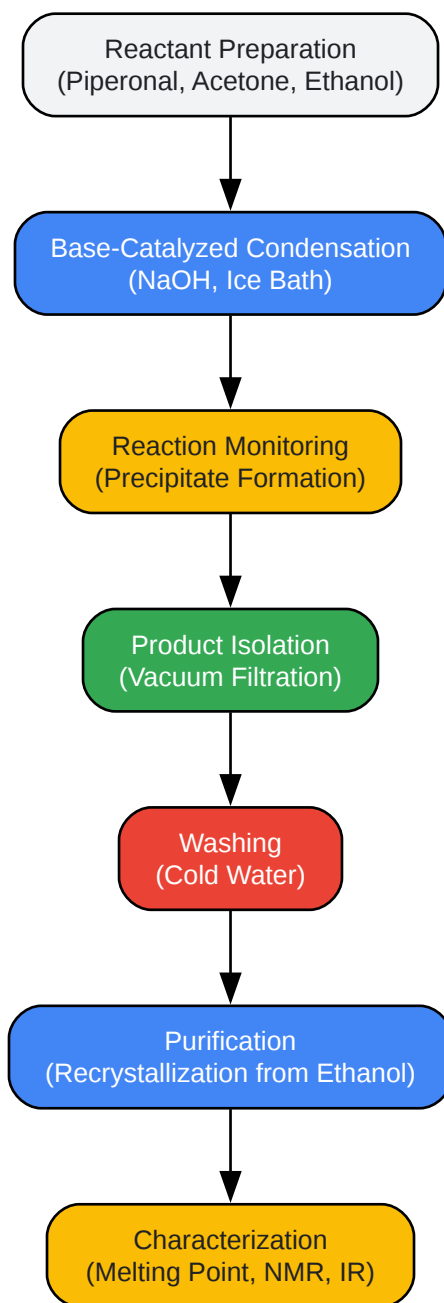 Reactant Preparation
(Piperonal, Acetone, Ethanol)
Base-Catalyzed Condensation
(NaOH, Ice Bath)
Reaction Monitoring
(Precipitate Formation)
Product Isolation
(Vacuum Filtration)
Washing
(Cold Water)
Purification
(Recrystallization from Ethanol)
Characterization
(Melting Point, NMR, IR)